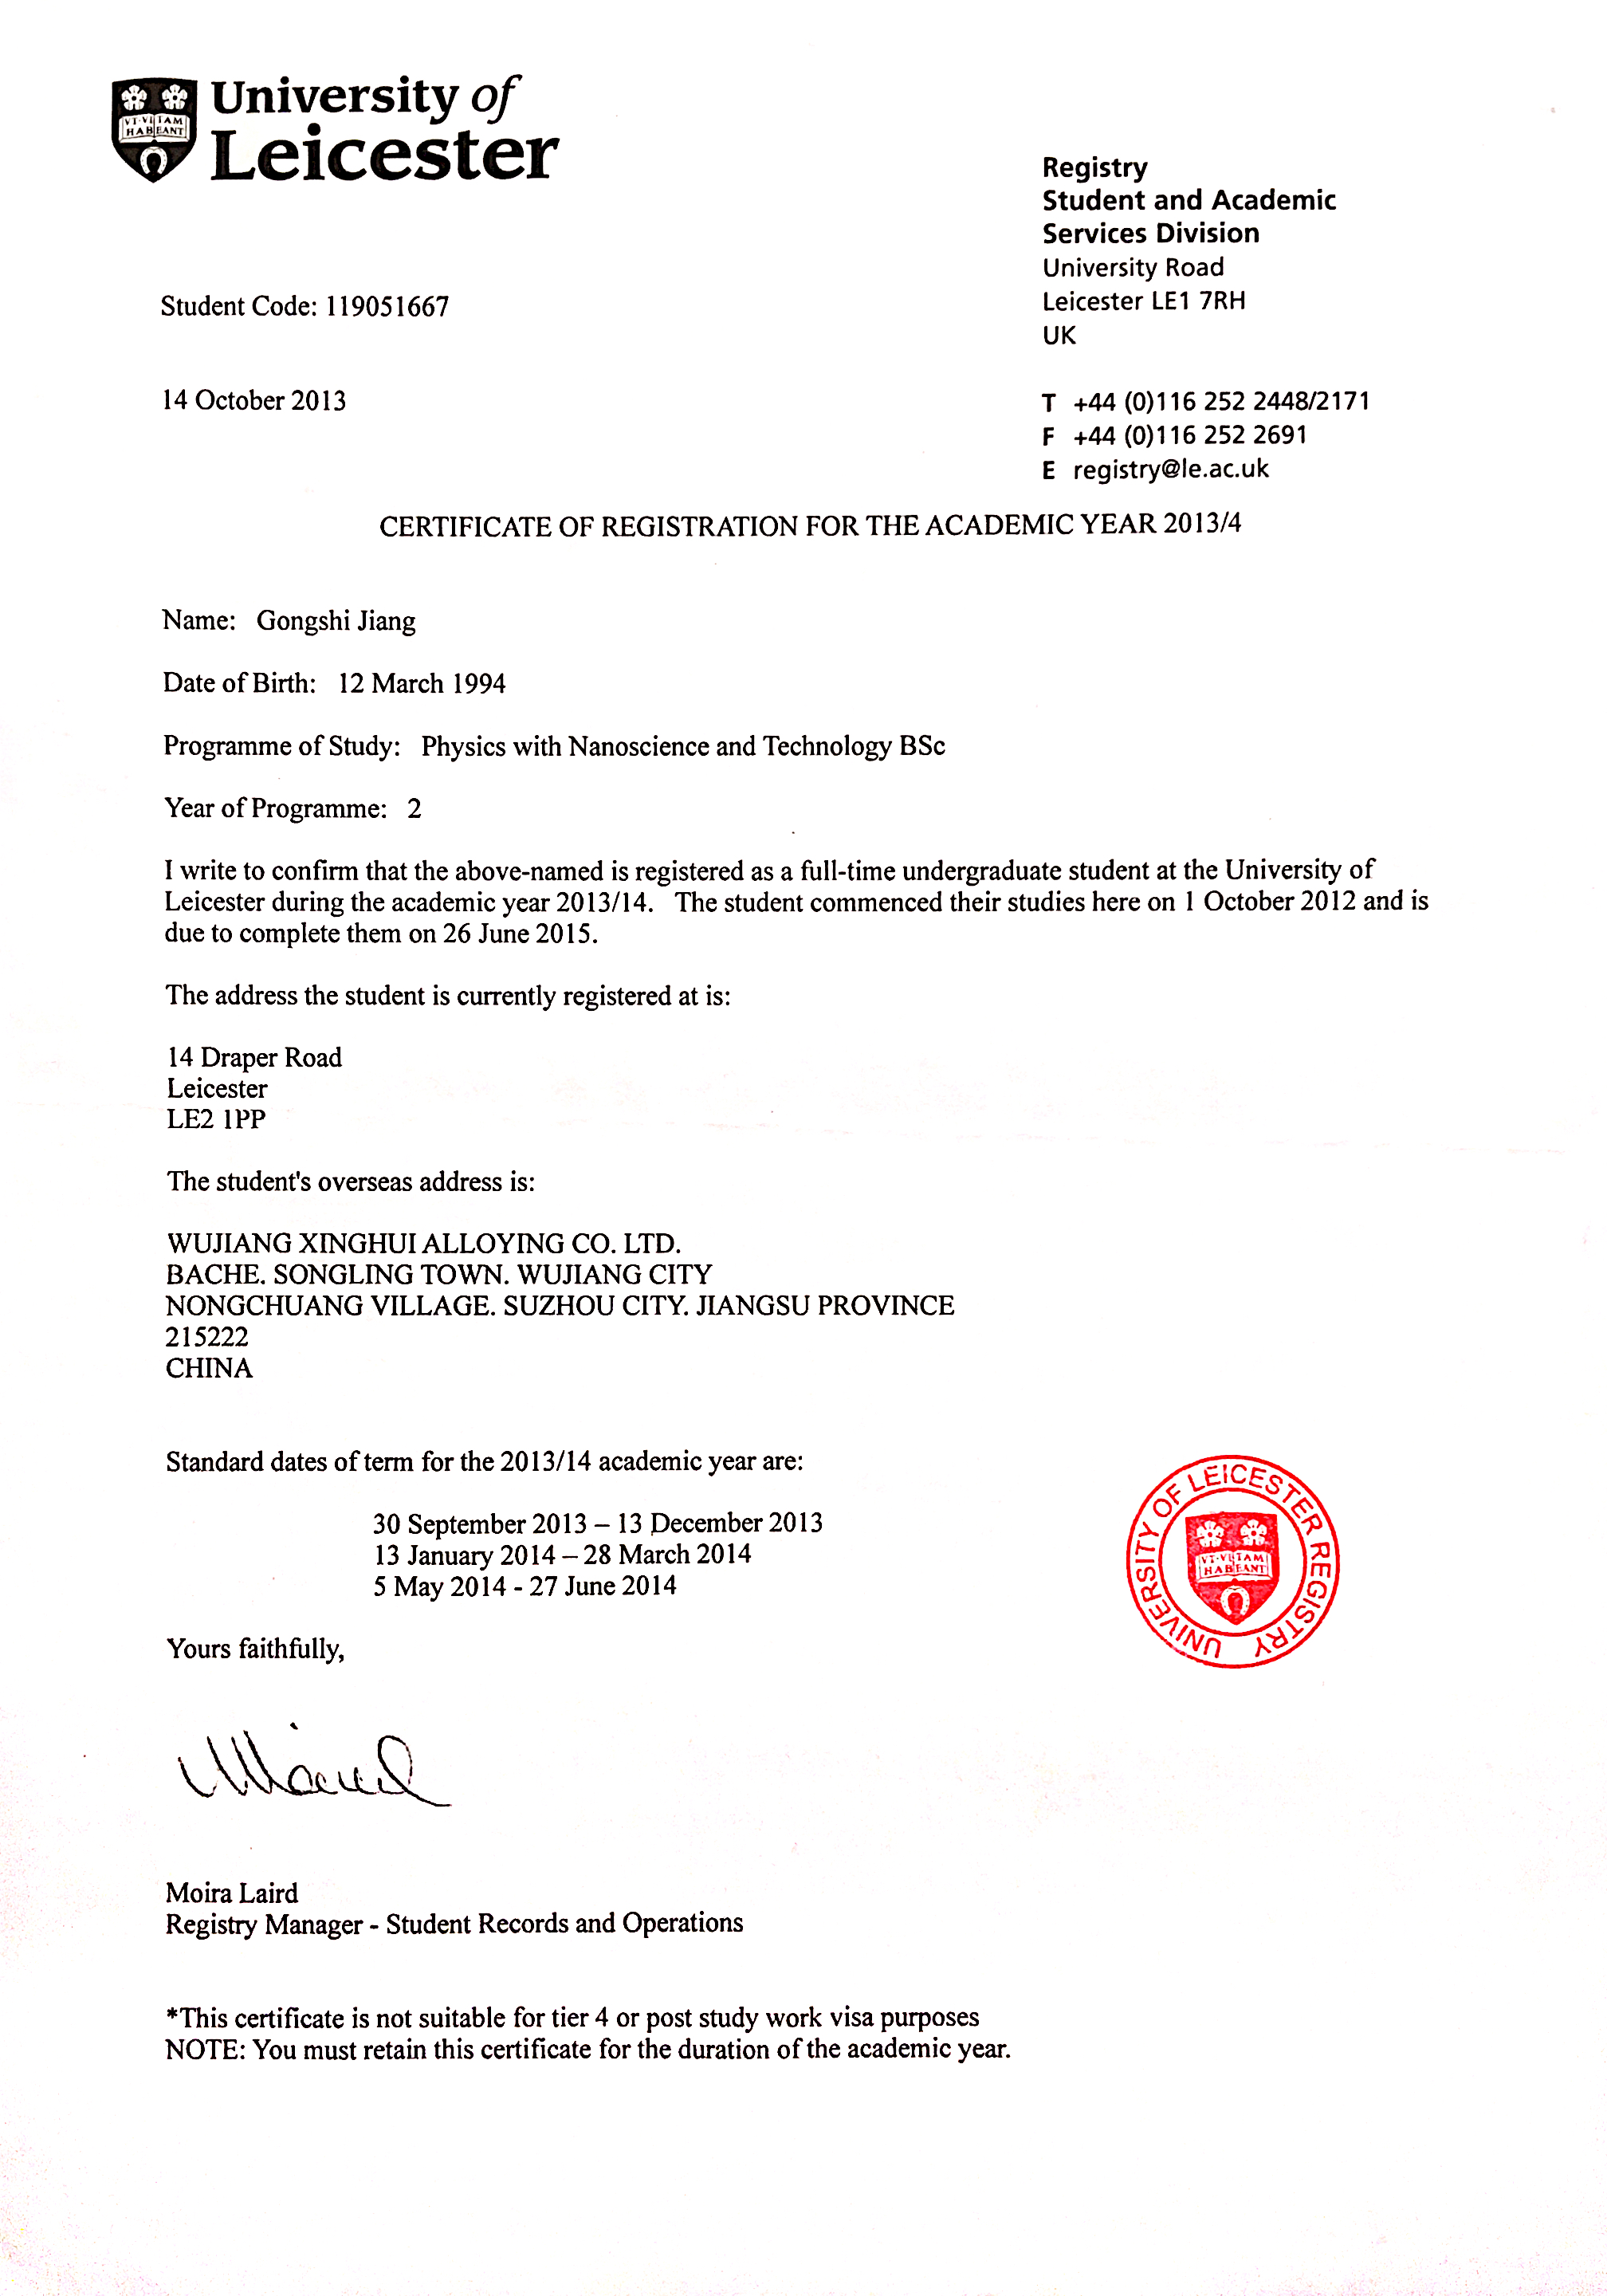 VT·VITAM
HABEANT
University of
Leicester
Registry
Student and Academic
Services Division
University Road
Leicester LE1 7RH
UK
Student Code: 119051667
14 October 2013
T +44 (0)116 252 2448/2171
F +44 (0)116 252 2691
E registry@le.ac.uk
CERTIFICATE OF REGISTRATION FOR THE ACADEMIC YEAR 2013/4
Name: Gongshi Jiang
Date of Birth: 12 March 1994
Programme of Study: Physics with Nanoscience and Technology BSc
Year of Programme: 2
I write to confirm that the above-named is registered as a full-time undergraduate student at the University of
Leicester during the academic year 2013/14. The student commenced their studies here on 1 October 2012 and is
due to complete them on 26 June 2015.
The address the student is currently registered at is:
14 Draper Road
Leicester
LE2 1PP
The student's overseas address is:
WUJIANG XINGHUI ALLOYING CO. LTD.
BACHE. SONGLING TOWN. WUJIANG CITY
NONGCHUANG VILLAGE. SUZHOU CITY. JIANGSU PROVINCE
215222
CHINA
Standard dates of term for the 2013/14 academic year are:
30 September 2013 – 13 December 2013
13 January 2014 – 28 March 2014
5 May 2014 - 27 June 2014
UNIVERSITY OF LEICESTER REGISTRY
VT·VITAM
HABEANT
Yours faithfully,
MLaird
Moira Laird
Registry Manager - Student Records and Operations
*This certificate is not suitable for tier 4 or post study work visa purposes
NOTE: You must retain this certificate for the duration of the academic year.